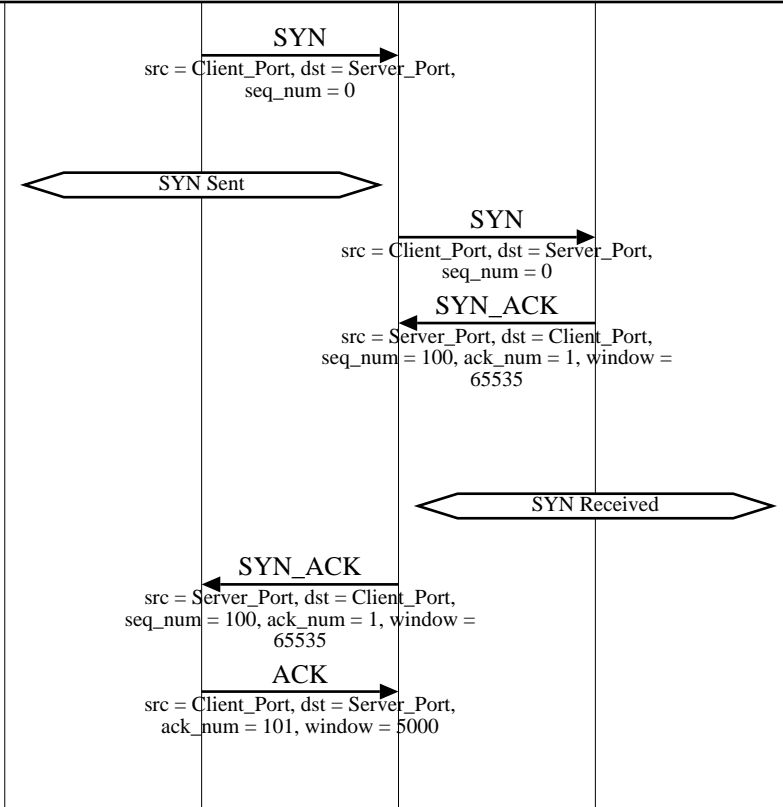 SYN
src = Client_Port, dst = Server_Port,
seq_num = 0
SYN Sent
SYN
src = Client_Port, dst = Server_Port,
seq_num = 0
SYN_ACK
src = Server_Port, dst = Client_Port,
seq_num = 100, ack_num = 1, window =
65535
SYN Received
SYN_ACK
src = Server_Port, dst = Client_Port,
seq_num = 100, ack_num = 1, window =
65535
ACK
src = Client_Port, dst = Server_Port,
ack_num = 101, window = 5000